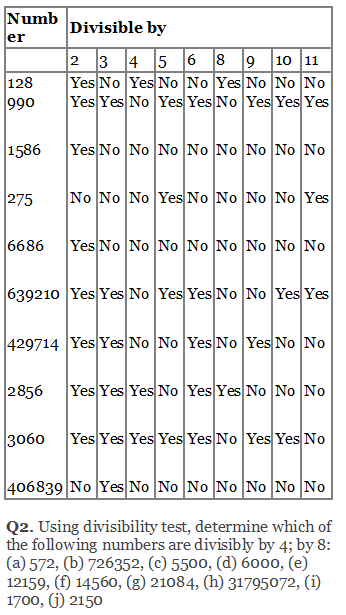 Numb Divisible by
er
2 3 4 5 6 8 9 10 11
128 Yes No Yes No No Yes No No No
990 Yes Yes No Yes Yes No Yes Yes Yes
1586 Yes No No No No No No No No
275 No No No Yes No No No No Yes
6686 Yes No No No No No No No No
639210 Yes Yes No Yes Yes No No Yes Yes
429714 Yes Yes No No Yes No Yes No No
2856 Yes Yes Yes No Yes Yes No No No
3060 Yes Yes Yes Yes Yes No Yes Yes No
406839 No Yes No No No No No No No
Q2. Using divisibility test, determine which of
the following numbers are divisibly by 4; by 8:
(a) 572, (b) 726352, (c) 5500, (d) 6000, (e)
12159, (f) 14560, (g) 21084, (h) 31795072, (i)
1700, (j) 2150